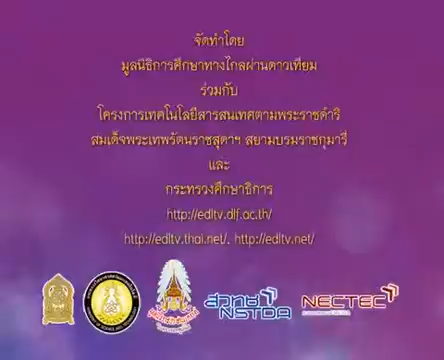 จัดทำโดย
มูลนิธิการศึกษาทางไกลผ่านดาวเทียม
ร่วมกับ
โครงการเทคโนโลยีสารสนเทศตามพระราชดำริ
สมเด็จพระเทพรัตนราชสุดาฯ สยามบรมราชกุมารี
และ
กระทรวงศึกษาธิการ
http://edltv.dlf.ac.th/
http://edltv.thai.net/, http://edltv.net/
สวทช
NSTDA
NECTEC